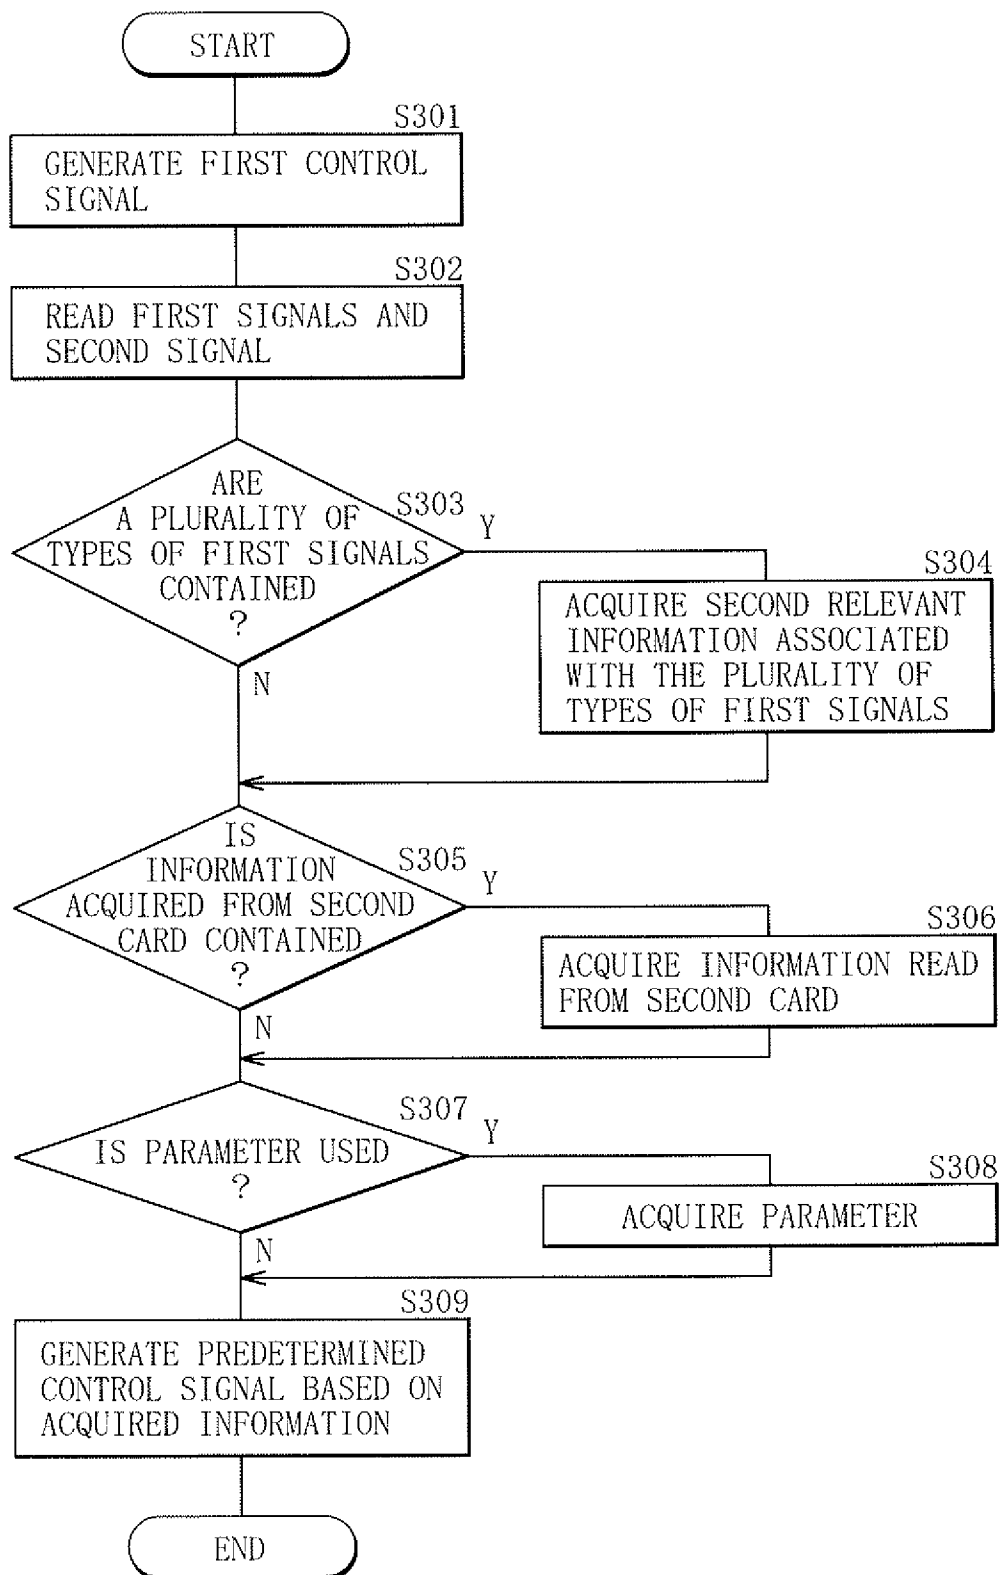 START
S301
GENERATE FIRST CONTROL
SIGNAL
S302
READ FIRST SIGNALS AND
SECOND SIGNAL
S303
ARE
A PLURALITY OF
TYPES OF FIRST SIGNALS
CONTAINED
?
Y
N
S304
ACQUIRE SECOND RELEVANT
INFORMATION ASSOCIATED
WITH THE PLURALITY OF
TYPES OF FIRST SIGNALS
S305
IS
INFORMATION
ACQUIRED FROM SECOND
CARD CONTAINED
?
Y
N
S306
ACQUIRE INFORMATION READ
FROM SECOND CARD
S307
IS PARAMETER USED
?
Y
N
S308
ACQUIRE PARAMETER
S309
GENERATE PREDETERMINED
CONTROL SIGNAL BASED ON
ACQUIRED INFORMATION
END